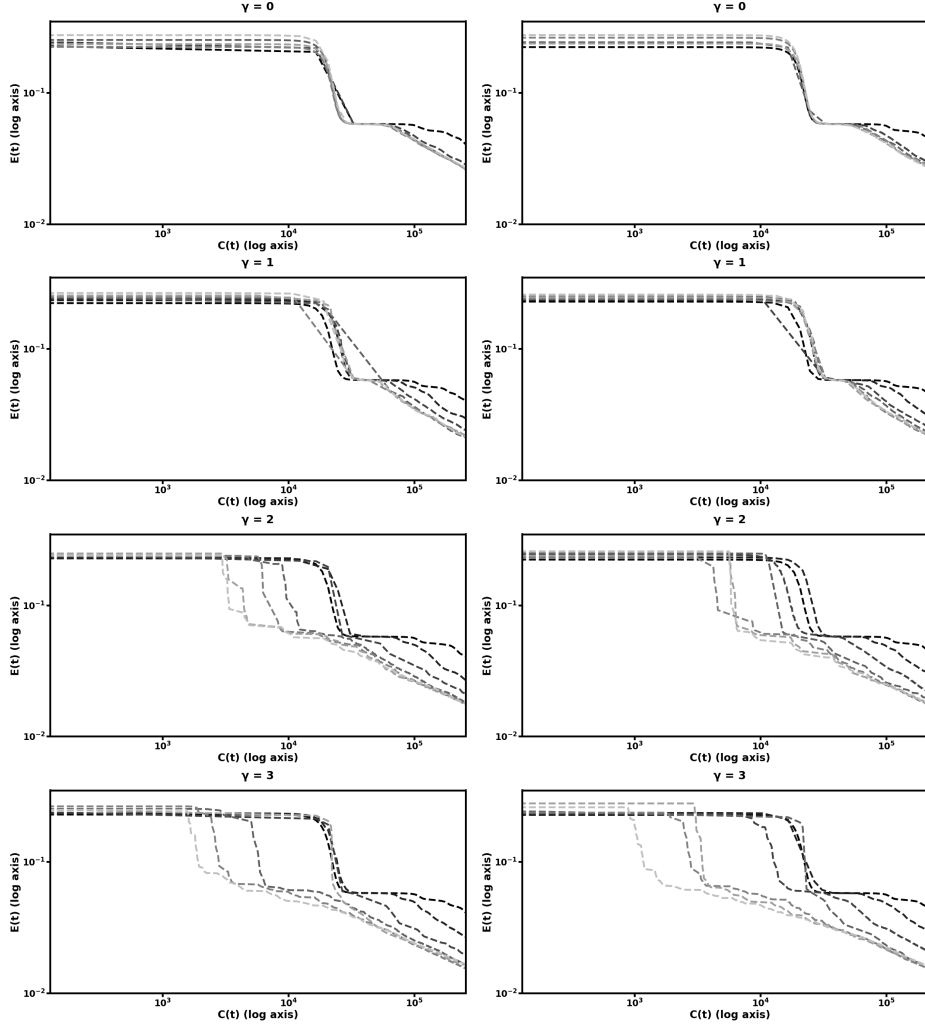 γ = 0
E(t) (log axis)
10⁻¹
10⁻²
10³
10⁴
10⁵
C(t) (log axis)
γ = 0
E(t) (log axis)
10⁻¹
10⁻²
10³
10⁴
10⁵
C(t) (log axis)
γ = 1
E(t) (log axis)
10⁻¹
10⁻²
10³
10⁴
10⁵
C(t) (log axis)
γ = 1
E(t) (log axis)
10⁻¹
10⁻²
10³
10⁴
10⁵
C(t) (log axis)
γ = 2
E(t) (log axis)
10⁻¹
10⁻²
10³
10⁴
10⁵
C(t) (log axis)
γ = 2
E(t) (log axis)
10⁻¹
10⁻²
10³
10⁴
10⁵
C(t) (log axis)
γ = 3
E(t) (log axis)
10⁻¹
10⁻²
10³
10⁴
10⁵
C(t) (log axis)
γ = 3
E(t) (log axis)
10⁻¹
10⁻²
10³
10⁴
10⁵
C(t) (log axis)